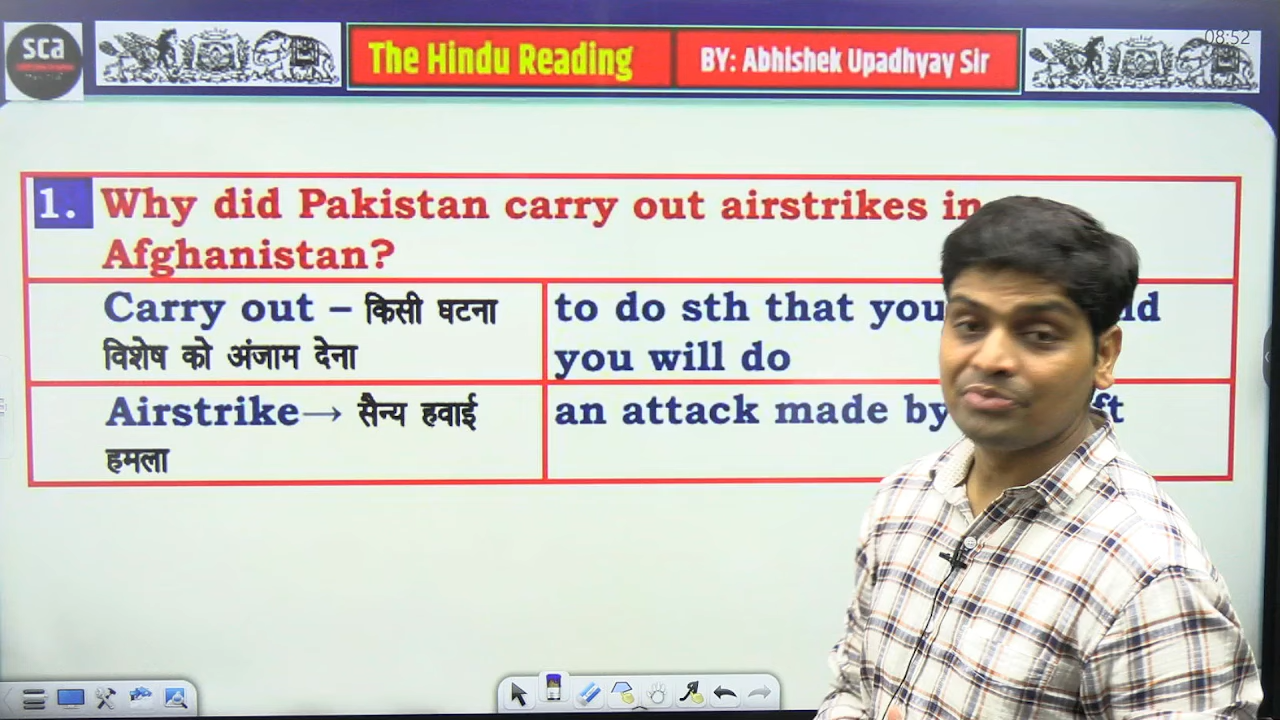 sca
The Hindu Reading
BY: Abhishek Upadhyay Sir
08:52
1. Why did Pakistan carry out airstrikes in
Afghanistan?
Carry out – किसी घटना
विशेष को अंजाम देना
to do sth that you
you will do
Airstrike→ सैन्य हवाई
हमला
an attack made by